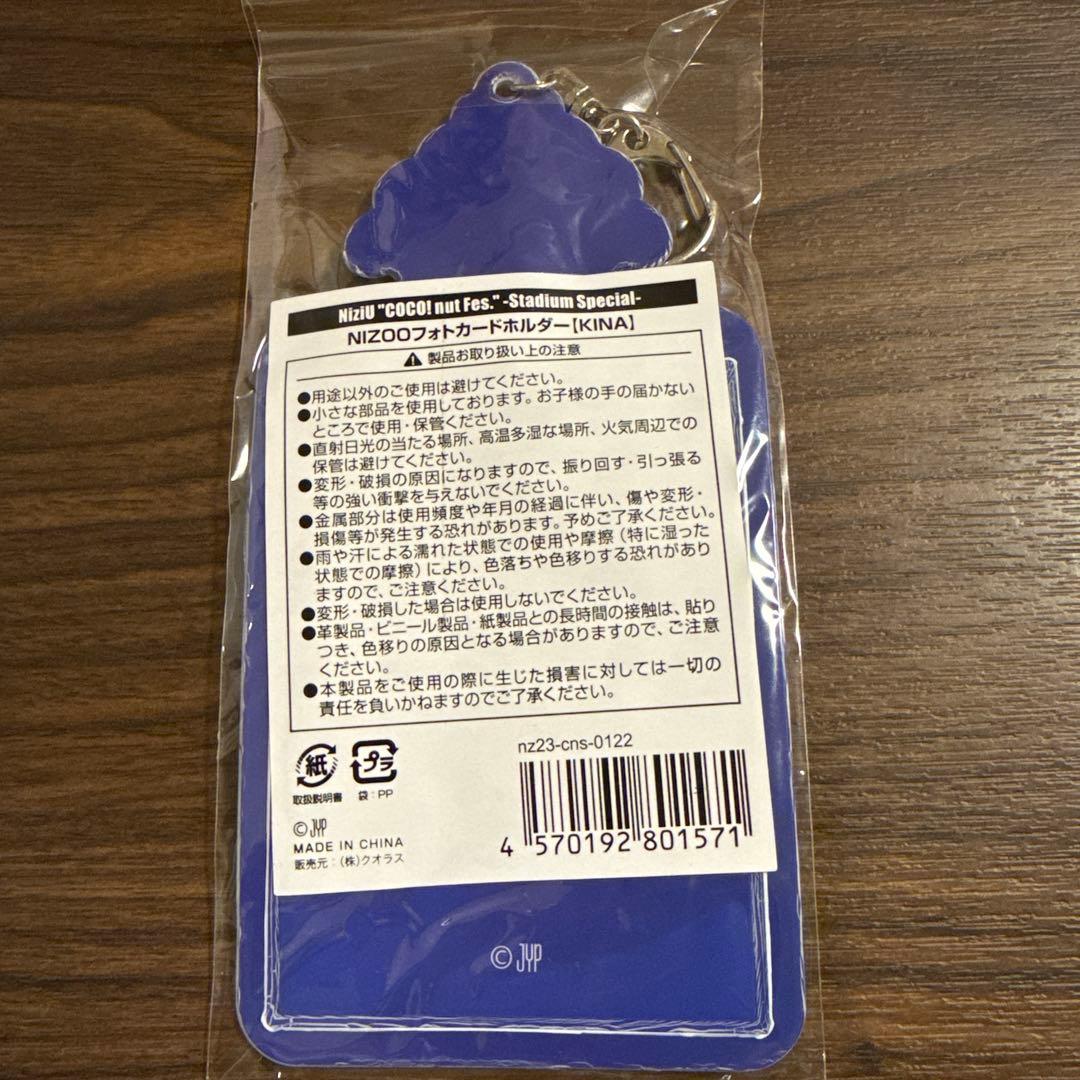 NiziU "COCO! nut Fes." -Stadium Special-
NIZOOフォトカードホルダー【KINA】
製品お取り扱い上の注意
●用途以外のご使用は避けてください。
●小さな部品を使用しております。お子様の手の届かない
ところで使用・保管ください。
●直射日光の当たる場所、高温多湿な場所、火気周辺での
保管は避けてください。
●変形・破損の原因になりますので、振り回す・引っ張る
等の強い衝撃を与えないでください。
●金属部分は使用頻度や年月の経過に伴い、傷や変形・
損傷等が発生する恐れがあります。予めご了承ください。
●雨や汗による濡れた状態での使用や摩擦（特に湿った
状態での摩擦）により、色落ちや色移りする恐れがあり
ますので、ご注意ください。
●変形・破損した場合は使用しないでください。
●革製品・ビニール製品・紙製品との長時間の接触は、貼り
つき、色移りの原因となる場合がありますので、ご注意
ください。
●本製品をご使用の際に生じた損害に対しては一切の
責任を負いかねますのでご了承ください。
紙
プラ
取扱説明書
袋：PP
nz23-cns-0122
4 570192 801571
© JYP
MADE IN CHINA
販売元：（株）クオラス
© JYP